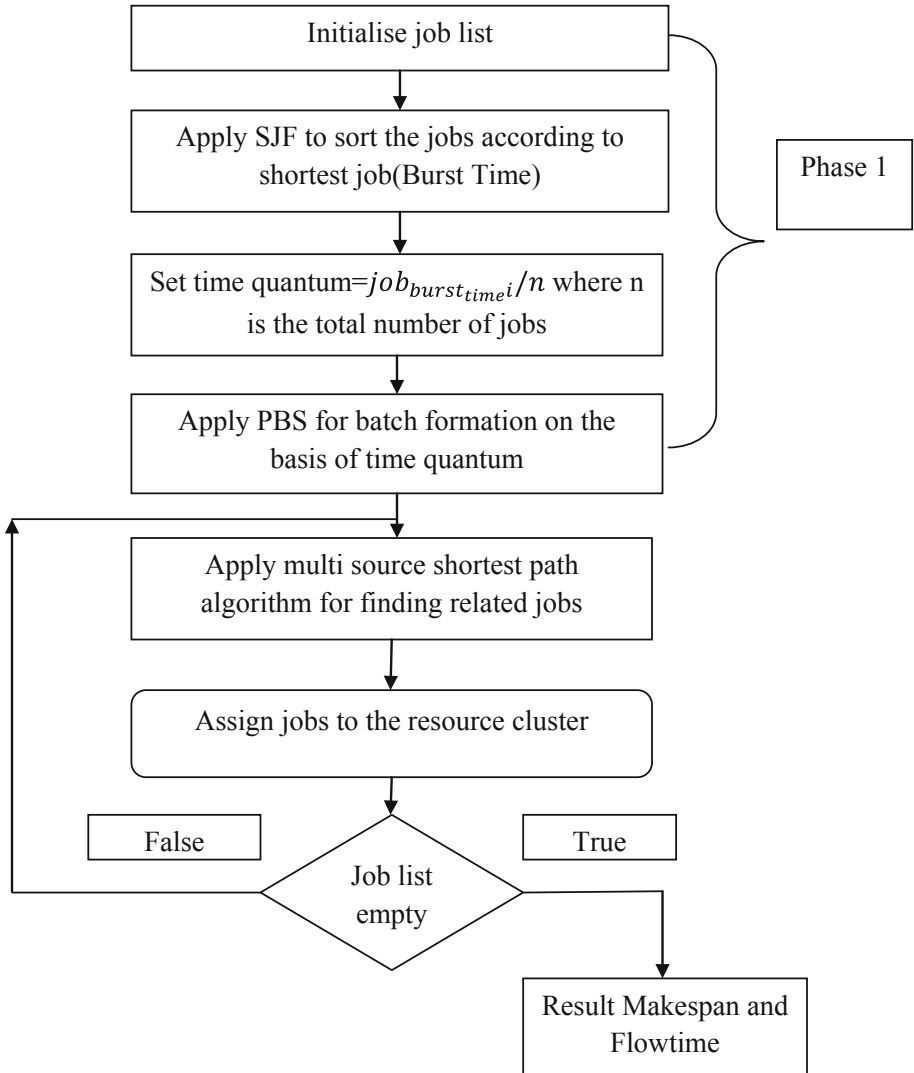 Initialise job list
Apply SJF to sort the jobs according to
shortest job(Burst Time)
Phase 1
Set time quantum=$job_{burst_{time^i}}/n$ where n
is the total number of jobs
Apply PBS for batch formation on the
basis of time quantum
Apply multi source shortest path
algorithm for finding related jobs
Assign jobs to the resource cluster
False
True
Job list
empty
Result Makespan and
Flowtime